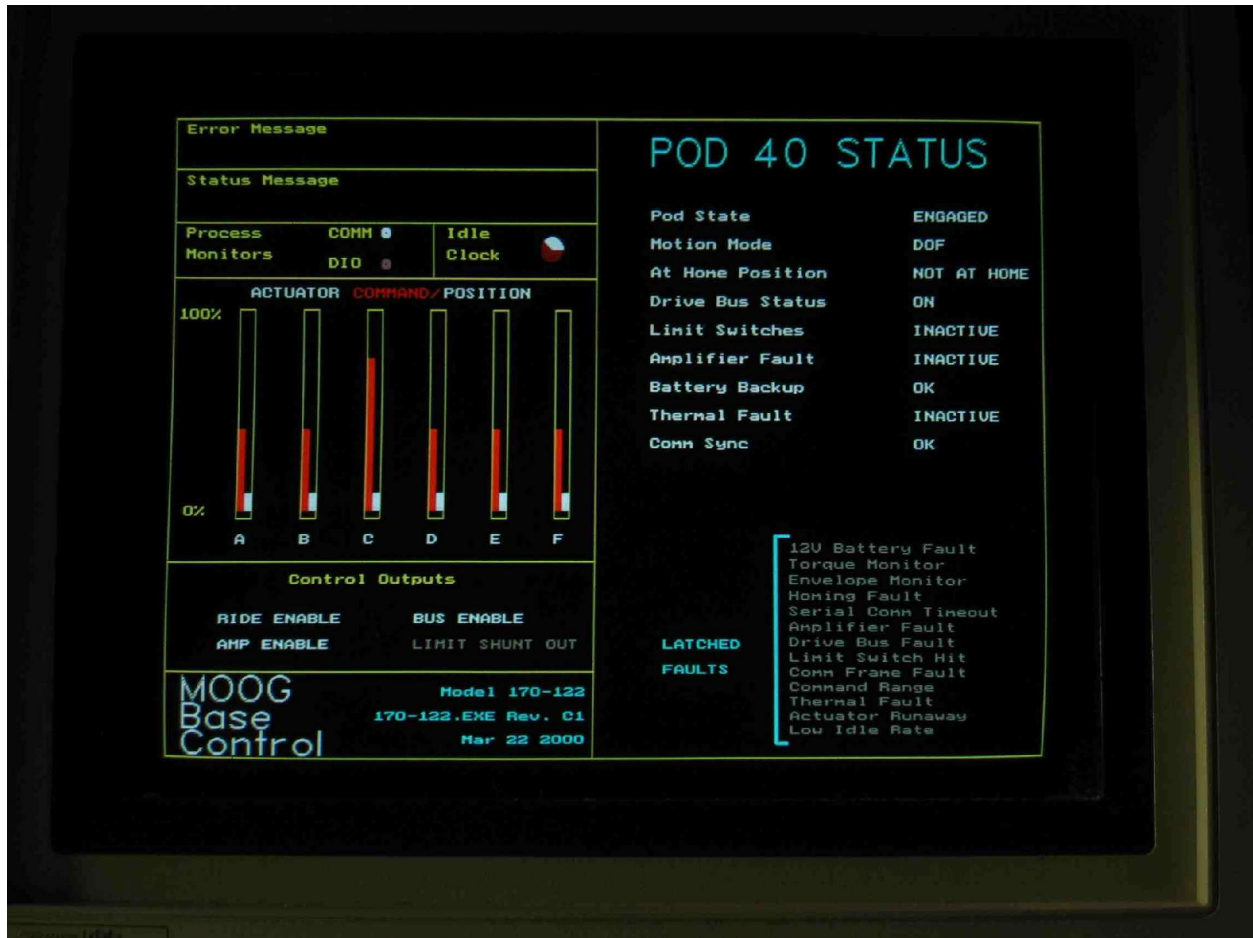 Error Message
Status Message
Process Monitors
COMM
DIO
Idle Clock
ACTUATOR COMMAND/POSITION
100%
0%
A B C D E F
Control Outputs
RIDE ENABLE BUS ENABLE
AMP ENABLE LIMIT SHUNT OUT
MOOG
Base
Control
Model 170-122
170-122.EXE Rev. C1
Mar 22 2000
POD 40 STATUS
Pod State ENGAGED
Motion Mode DOF
At Home Position NOT AT HOME
Drive Bus Status ON
Limit Switches INACTIVE
Amplifier Fault INACTIVE
Battery Backup OK
Thermal Fault INACTIVE
Comm Sync OK
LATCHED
FAULTS
12V Battery Fault
Torque Monitor
Envelope Monitor
Homing Fault
Serial Comm Timeout
Amplifier Fault
Drive Bus Fault
Limit Switch Hit
Comm Frame Fault
Command Range
Thermal Fault
Actuator Runaway
Low Idle Rate